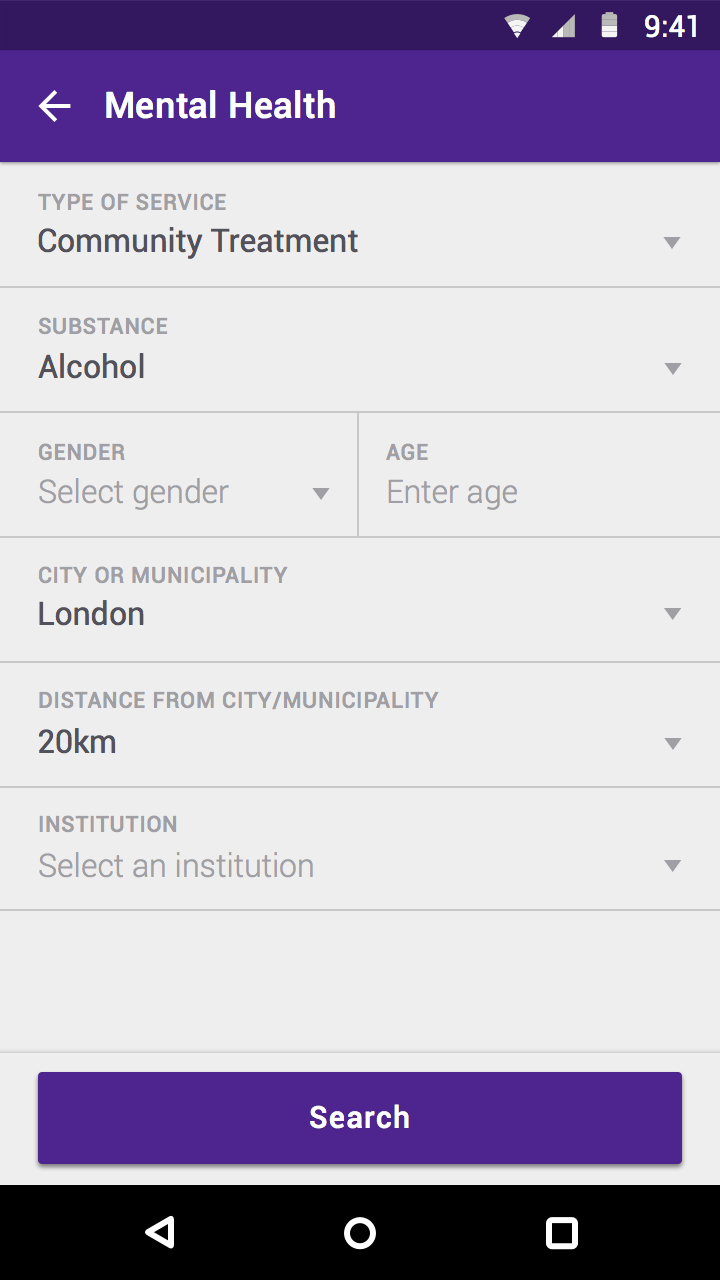 9:41
Mental Health
TYPE OF SERVICE
Community Treatment
SUBSTANCE
Alcohol
GENDER
Select gender
AGE
Enter age
CITY OR MUNICIPALITY
London
DISTANCE FROM CITY/MUNICIPALITY
20km
INSTITUTION
Select an institution
Search